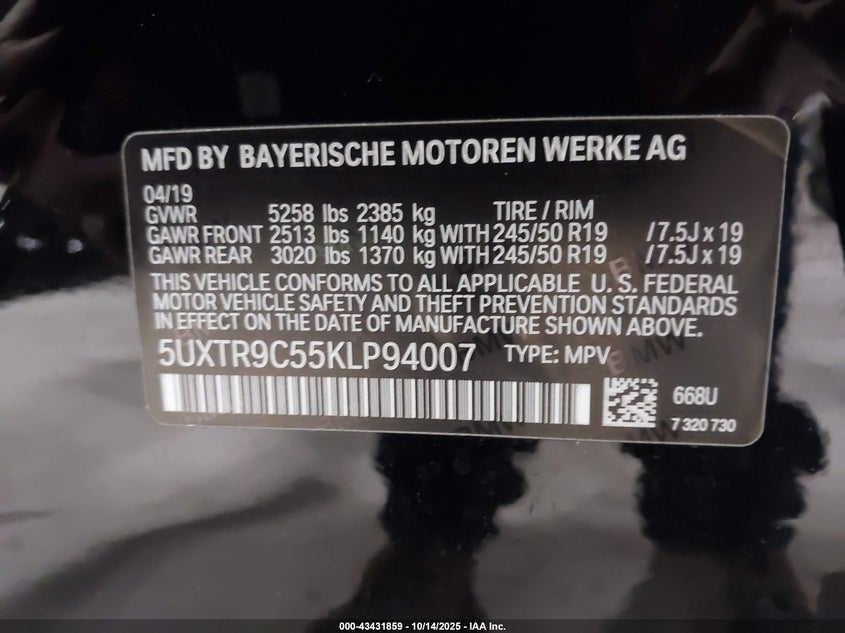 MFD BY BAYERISCHE MOTOREN WERKE AG
04/19
GVWR 5258 lbs 2385 kg TIRE / RIM
GAWR FRONT 2513 lbs 1140 kg WITH 245/50 R19 /7.5J x 19
GAWR REAR 3020 lbs 1370 kg WITH 245/50 R19 /7.5J x 19
THIS VEHICLE CONFORMS TO ALL APPLICABLE U. S. FEDERAL
MOTOR VEHICLE SAFETY AND THEFT PREVENTION STANDARDS
IN EFFECT ON THE DATE OF MANUFACTURE SHOWN ABOVE.
5UXTR9C55KLP94007 TYPE: MPV
668U
7 320 730
000-43431859 - 10/14/2025 - IAA Inc.